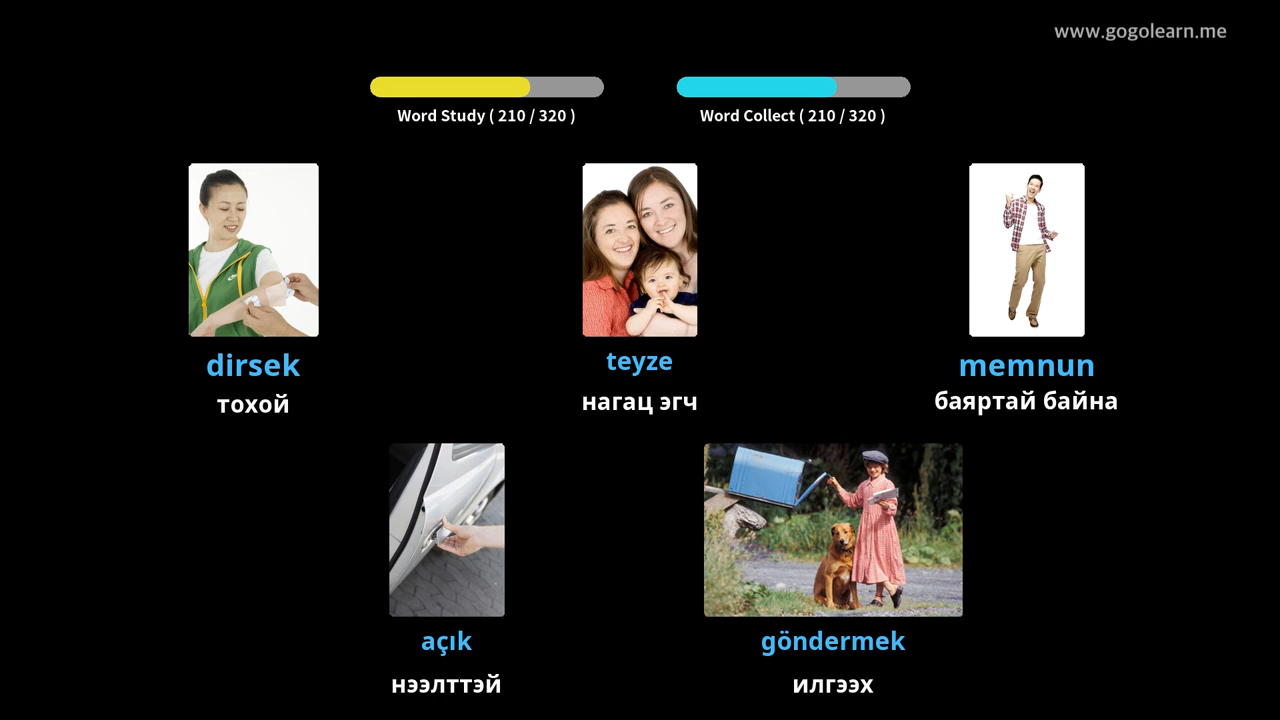 www.gogolearn.me
Word Study ( 210 / 320 )
Word Collect ( 210 / 320 )
dirsek
тохой
teyze
нагац эгч
memnun
баяртай байна
açık
нээлттэй
göndermek
илгээх